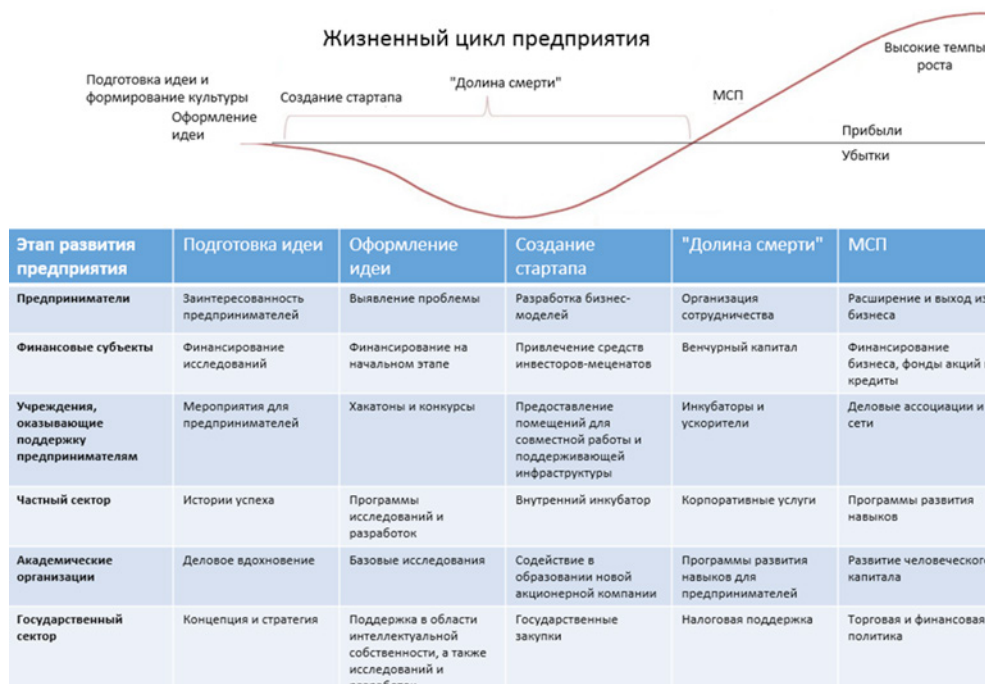 Жизненный цикл предприятия
Высокие темпы
роста
Подготовка идеи и
формирование культуры
Создание стартапа
"Долина смерти"
МСП
Оформление
идеи
Прибыли
Убытки
Этап развития
предприятия
Подготовка идеи
Оформление
идеи
Создание
стартапа
"Долина смерти"
МСП
Предприниматели
Заинтересованность
предпринимателей
Выявление проблемы
Разработка бизнес-
моделей
Организация
сотрудничества
Расширение и выход из
бизнеса
Финансовые субъекты
Финансирование
исследований
Финансирование на
начальном этапе
Привлечение средств
инвесторов-меценатов
Венчурный капитал
Финансирование
бизнеса, фонды акций
кредиты
Учреждения,
оказывающие
поддержку
предпринимателям
Мероприятия для
предпринимателей
Хакатоны и конкурсы
Предоставление
помещений для
совместной работы и
поддерживающей
инфраструктуры
Инкубаторы и
ускорители
Деловые ассоциации и
сети
Частный сектор
Истории успеха
Программы
исследований и
разработок
Внутренний инкубатор
Корпоративные услуги
Программы развития
навыков
Академические
организации
Деловое вдохновение
Базовые исследования
Содействие в
образовании новой
акционерной компании
Программы развития
навыков для
предпринимателей
Развитие человеческого
капитала
Государственный
сектор
Концепция и стратегия
Поддержка в области
интеллектуальной
собственности, а также
исследований и
Государственные
закупки
Налоговая поддержка
Торговая и финансовая
политика